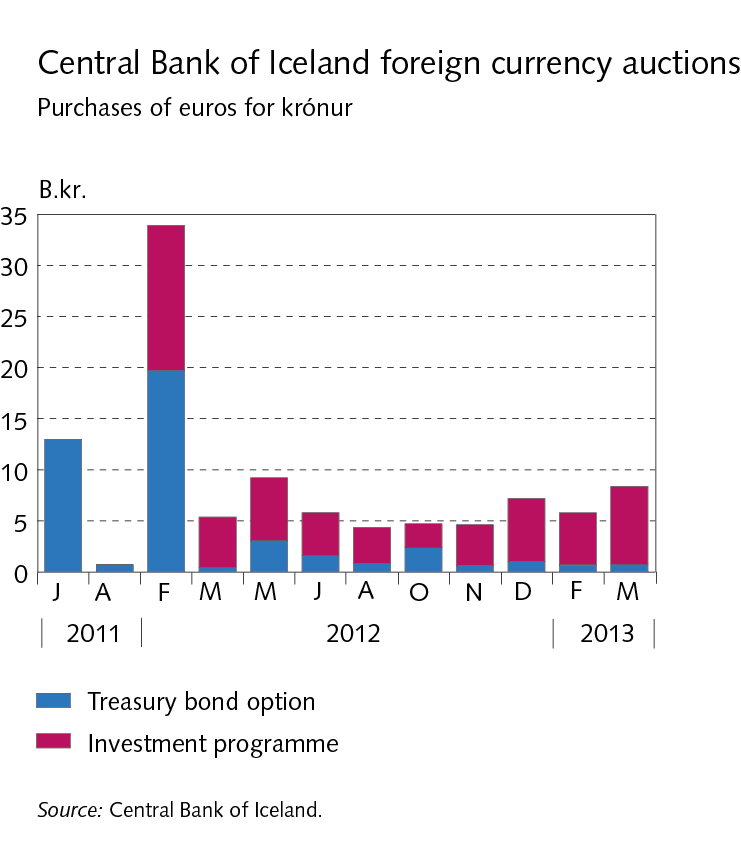 Central Bank of Iceland foreign currency auctions
Purchases of euros for krónur
B.kr.
35
30
25
20
15
10
5
0
J A F M M J A O N D F M
2011 2012 2013
Treasury bond option
Investment programme
Source: Central Bank of Iceland.